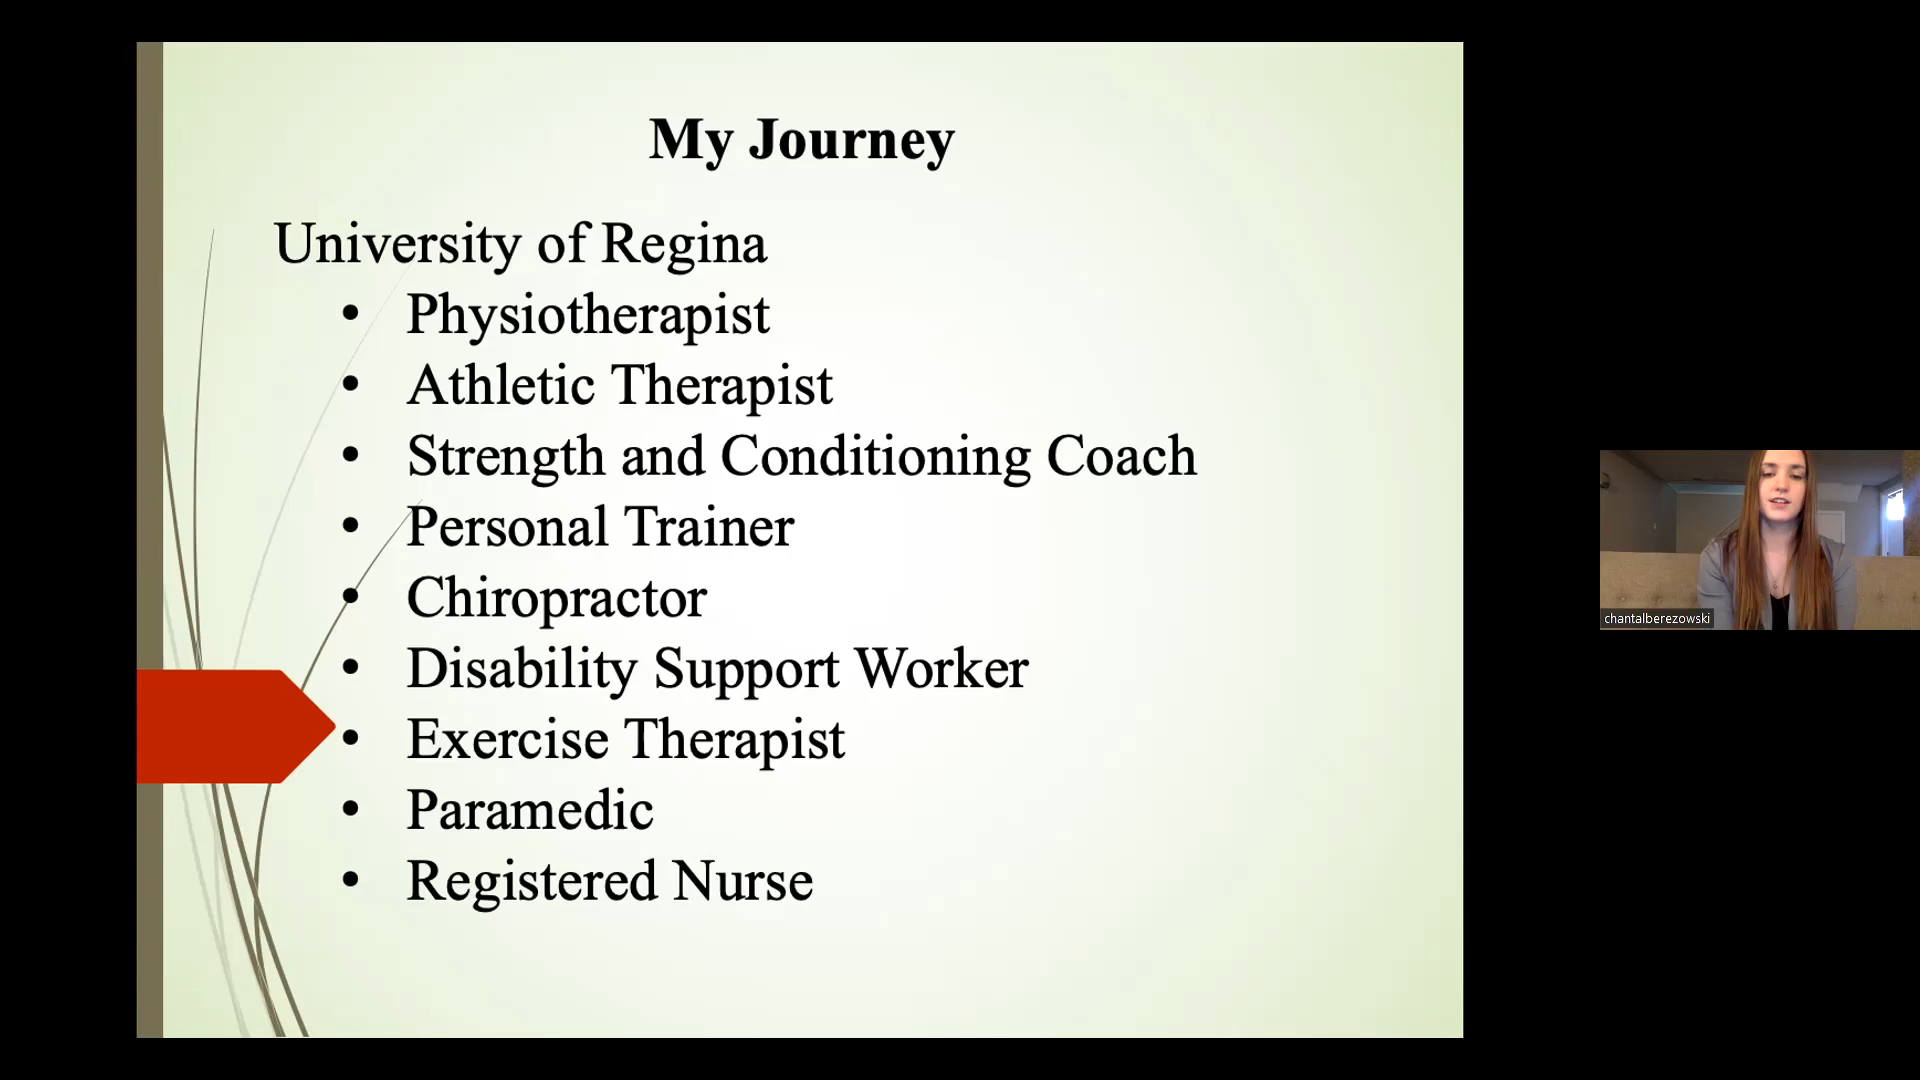 My Journey
University of Regina
• Physiotherapist
• Athletic Therapist
• Strength and Conditioning Coach
• Personal Trainer
• Chiropractor
• Disability Support Worker
• Exercise Therapist
• Paramedic
• Registered Nurse
chantalberezowski